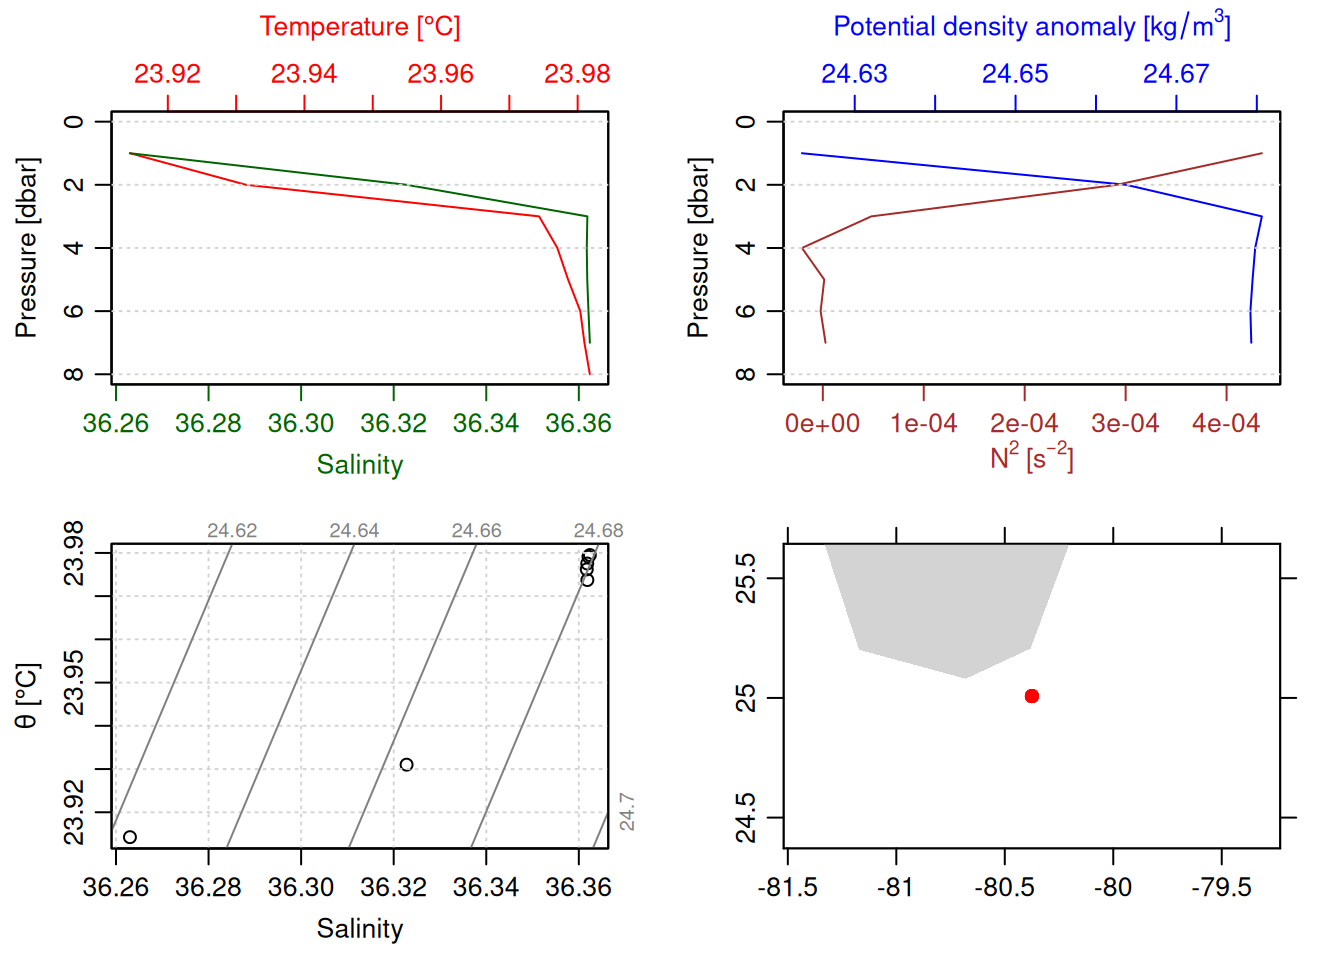 Temperature [°C]
23.92 23.94 23.96 23.98
0
2
4
6
8
Pressure [dbar]
36.26 36.28 36.30 36.32 36.34 36.36
Salinity
Potential density anomaly [kg/m³]
24.63 24.65 24.67
0
2
4
6
8
Pressure [dbar]
0e+00 1e-04 2e-04 3e-04 4e-04
N² [s⁻²]
24.62 24.64 24.66 24.68
24.7
23.98
23.95
23.92
θ [°C]
36.26 36.28 36.30 36.32 36.34 36.36
Salinity
25.5
25
24.5
-81.5 -81 -80.5 -80 -79.5